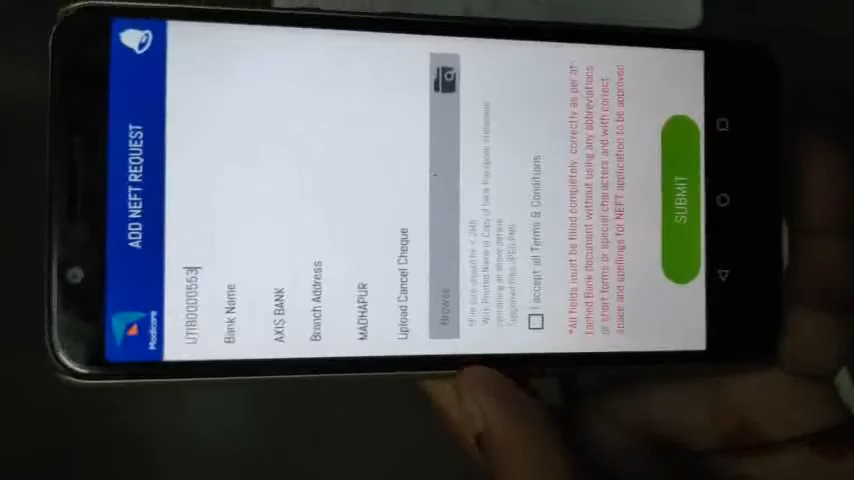 ADD NEFT REQUEST
Modicare
UTIB0000553
Bank Name
AXIS BANK
Branch Address
MADHAPUR
Upload Cancel Cheque
Browse
I accept all Terms & Conditions
*All fields must be filled completely, correctly as per at-
tached Bank document without using any abbreviations
or short forms or special characters and with correct
space and spellings for NEFT application to be approved
SUBMIT